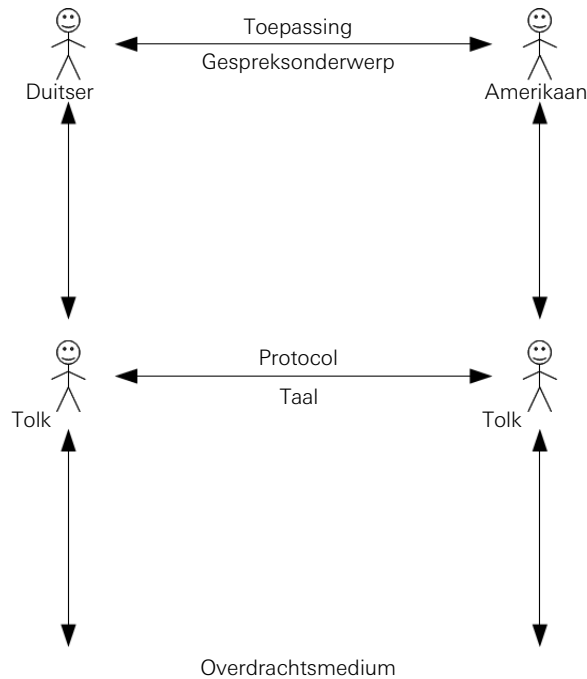 Toepassing
Gespreksonderwerp
Duitser
Amerikaan
Protocol
Taal
Tolk
Tolk
Overdrachtsmedium